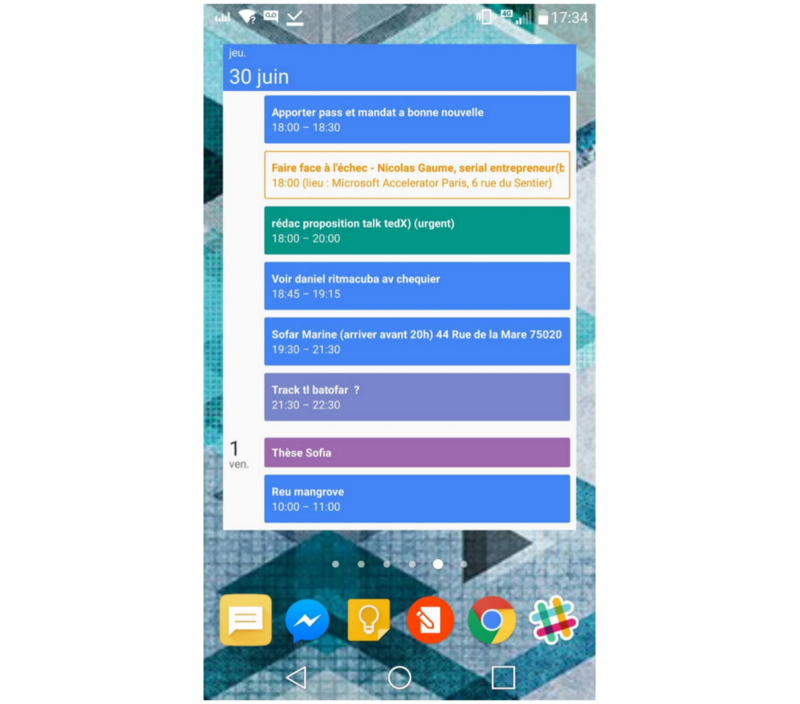 4G
17:34
jeu.
30 juin
Apporter pass et mandat a bonne nouvelle
18:00 – 18:30
Faire face à l'échec - Nicolas Gaume, serial entrepreneur(b
18:00 (lieu : Microsoft Accelerator Paris, 6 rue du Sentier)
rédac proposition talk tedX) (urgent)
18:00 – 20:00
Voir daniel ritmacuba av chequier
18:45 – 19:15
Sofar Marine (arriver avant 20h) 44 Rue de la Mare 75020
19:30 – 21:30
Track tl batofar ?
21:30 – 22:30
1
ven.
Thèse Sofia
Reu mangrove
10:00 – 11:00